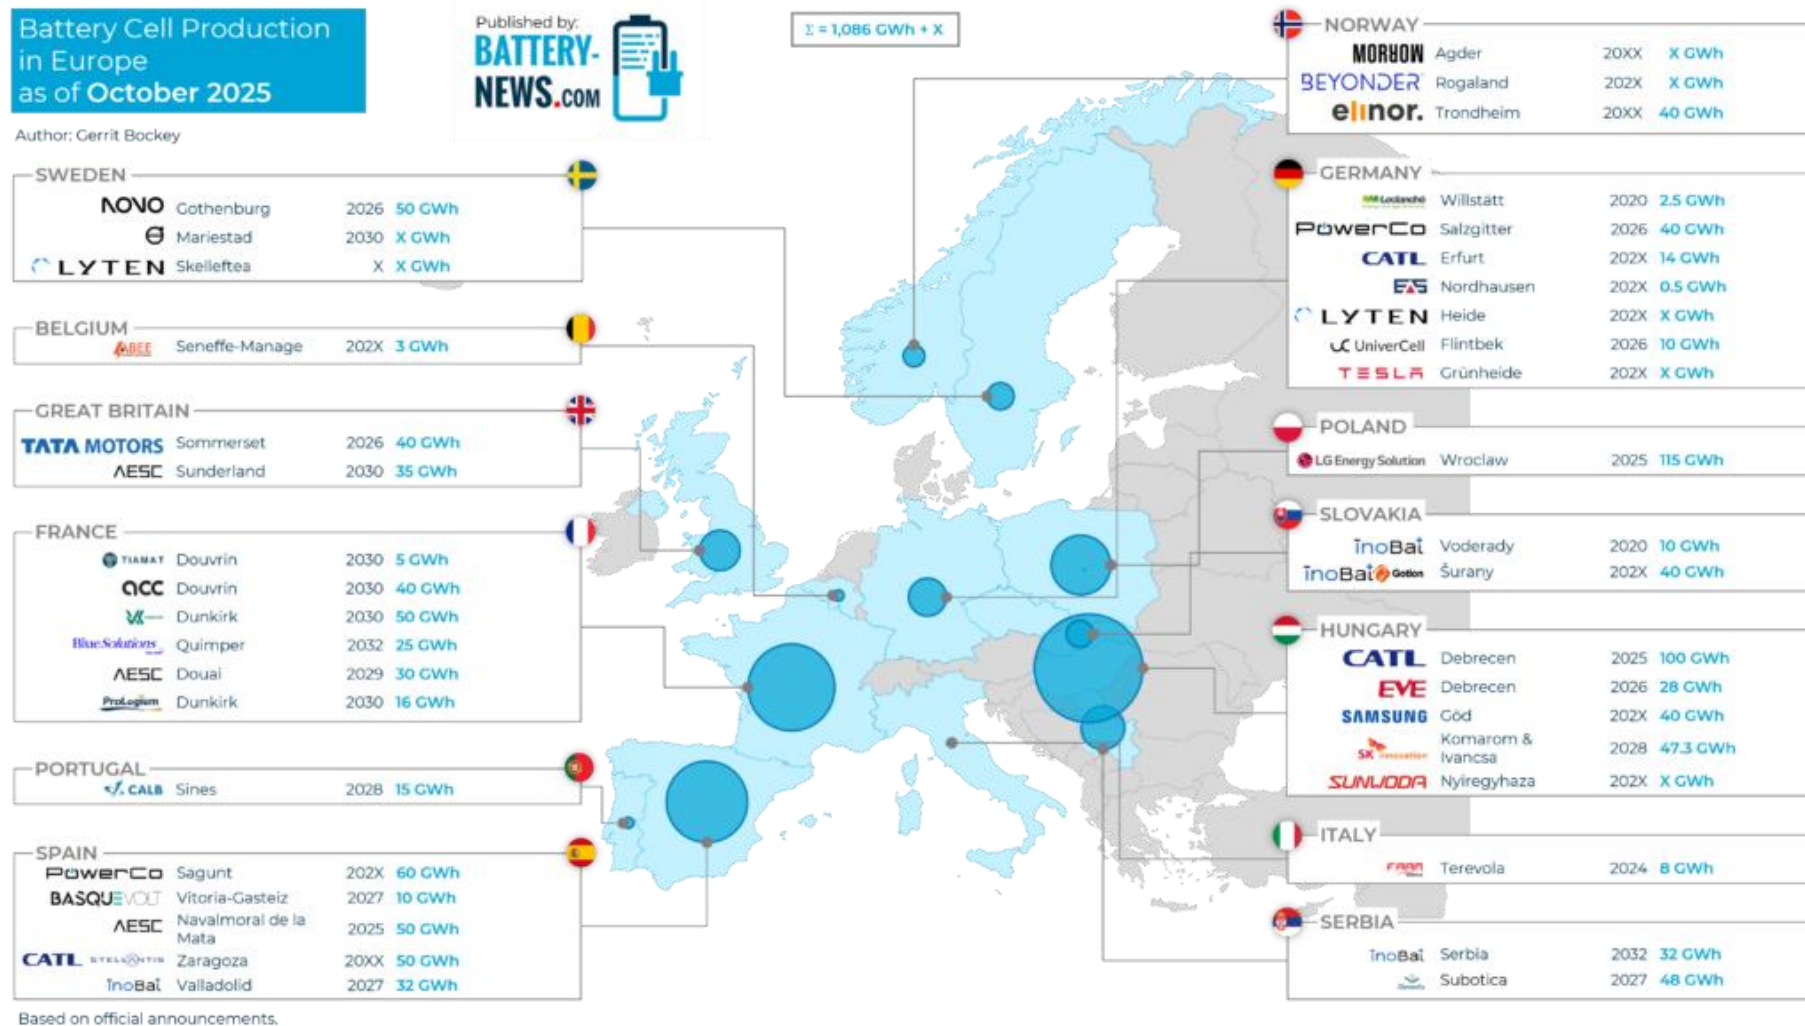 Battery Cell Production
in Europe
as of October 2025
Author: Gerrit Bockey
Published by:
BATTERY-
NEWS.COM
Σ = 1,086 GWh + X
SWEDEN
NOVO Gothenburg 2026 50 GWh
Mariestad 2030 X GWh
LYTEN Skelleftea X X GWh
BELGIUM
ABEE Seneffe-Manage 202X 3 GWh
GREAT BRITAIN
TATA MOTORS Sommerset 2026 40 GWh
AESC Sunderland 2030 35 GWh
FRANCE
TIAMAT Douvrin 2030 5 GWh
acc Douvrin 2030 40 GWh
Dunkirk 2030 50 GWh
BlueSolutions Quimper 2032 25 GWh
AESC Douai 2029 30 GWh
ProLogium Dunkirk 2030 16 GWh
PORTUGAL
CALB Sines 2028 15 GWh
SPAIN
PowerCo Sagunt 202X 60 GWh
BASQUEVOLT Vitoria-Gasteiz 2027 10 GWh
AESC Navalmoral de la Mata 2025 50 GWh
CATL STELLANTIS Zaragoza 20XX 50 GWh
InoBat Valladolid 2027 32 GWh
Based on official announcements.
NORWAY
MORROW Agder 20XX X GWh
BEYONDER Rogaland 202X X GWh
elinor. Trondheim 20XX 40 GWh
GERMANY
Leclanché Willstätt 2020 2.5 GWh
PowerCo Salzgitter 2026 40 GWh
CATL Erfurt 202X 14 GWh
EAS Nordhausen 202X 0.5 GWh
LYTEN Heide 202X X GWh
UniverCell Flintbek 2026 10 GWh
TESLA Grünheide 202X X GWh
POLAND
LG Energy Solution Wroclaw 2025 115 GWh
SLOVAKIA
InoBat Voderady 2020 10 GWh
InoBat Gotion Šurany 202X 40 GWh
HUNGARY
CATL Debrecen 2025 100 GWh
EVE Debrecen 2026 28 GWh
SAMSUNG Göd 202X 40 GWh
SK innovation Komarom & Ivancsa 2028 47.3 GWh
SUNWODA Nyiregyhaza 202X X GWh
ITALY
Terevola 2024 8 GWh
SERBIA
InoBat Serbia 2032 32 GWh
Subotica 2027 48 GWh